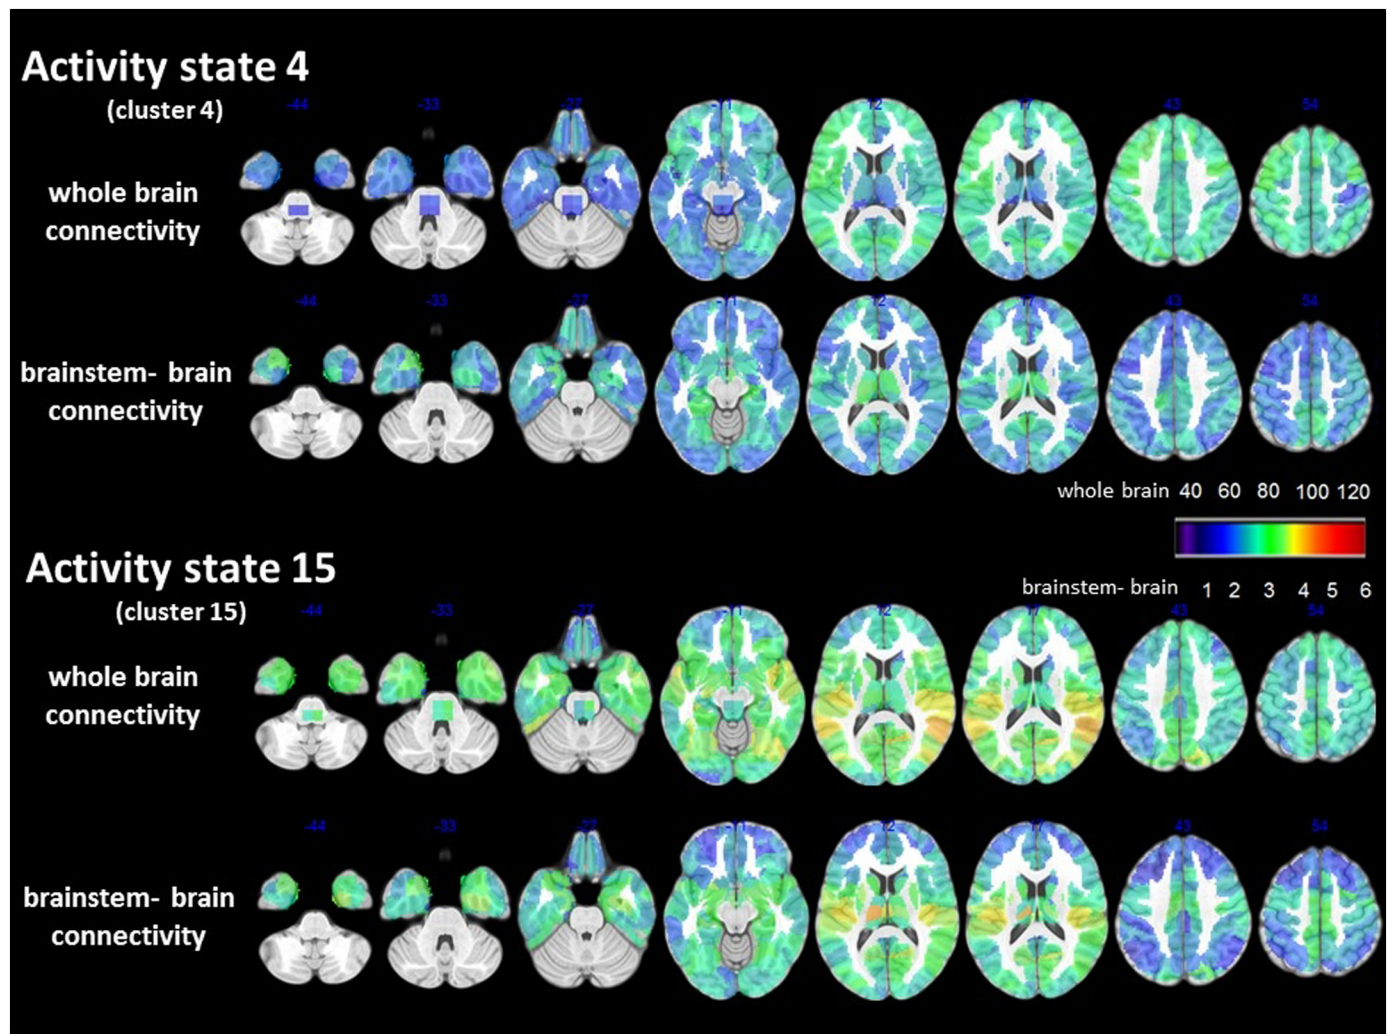 Activity state 4
(cluster 4)
-44 -33 -27 -11 12 17 43 54
whole brain
connectivity
-44 -33 -27 -11 12 17 43 54
brainstem- brain
connectivity
whole brain 40 60 80 100 120
Activity state 15
brainstem- brain 1 2 3 4 5 6
(cluster 15)
-44 -33 -27 -11 12 17 43 54
whole brain
connectivity
-44 -33 -27 -11 12 17 43 54
brainstem- brain
connectivity